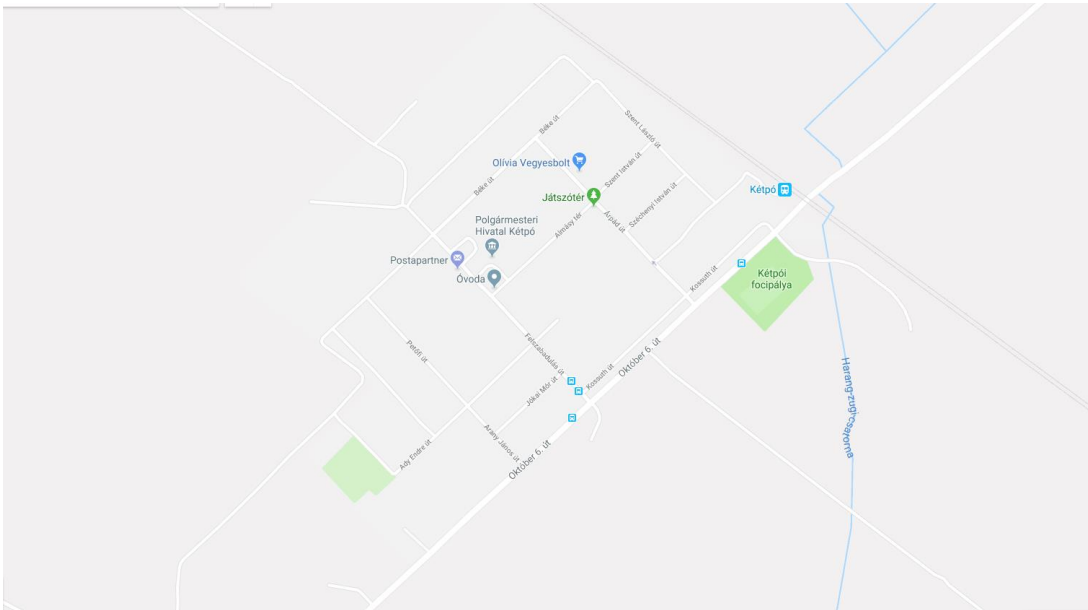 Szent László út
Béke út
Olívia Vegyesbolt
Szent István út
Béke út
Játszótér
Széchenyi István út
Kétpó
Almásy tér
Árpád út
Polgármesteri
Hivatal Kétpó
Postapartner
Óvoda
Kossuth út
Kétpói
focipálya
Felszabadulás út
Petőfi út
Október 6. út
Kossuth út
Jókai Mór út
Harang-zugi-csatorna
Arany János út
Ady Endre út
Október 6. út